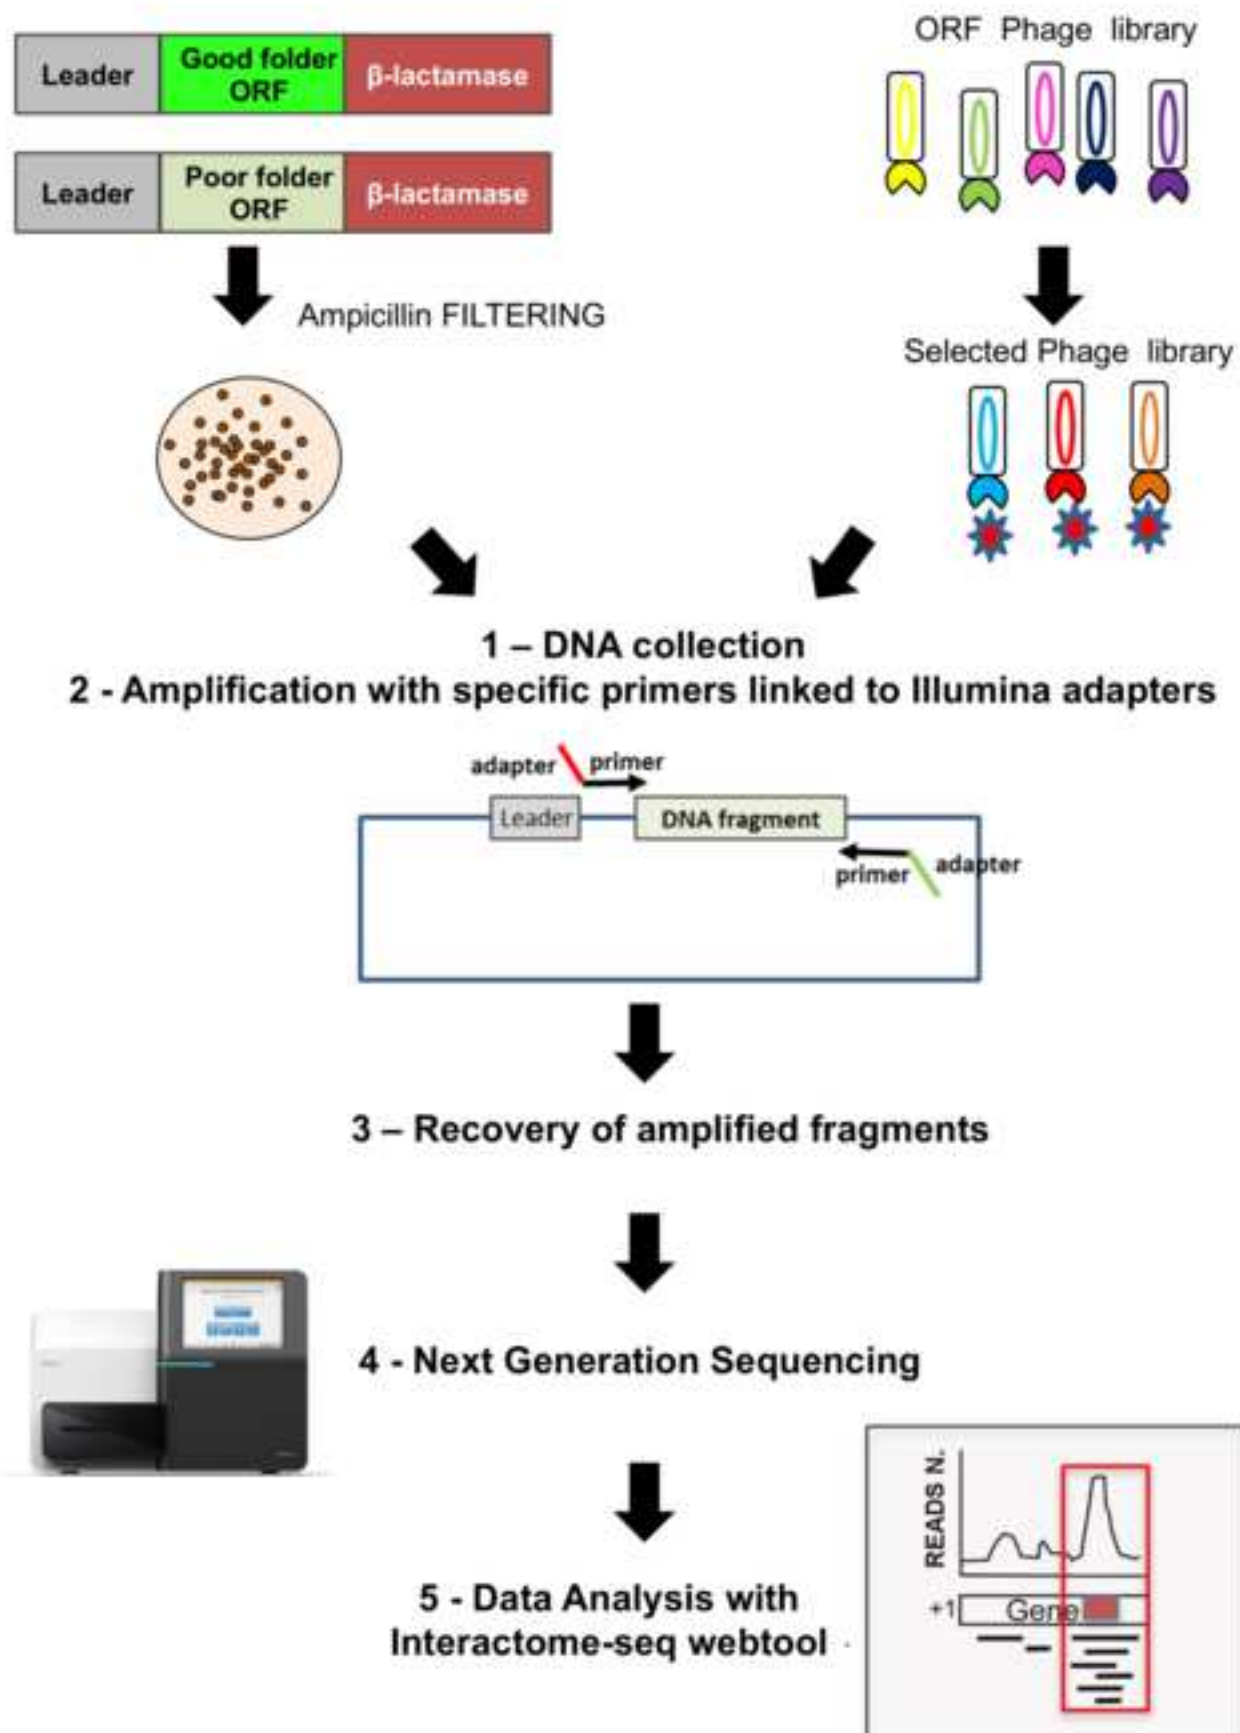 Leader
Good folder
ORF
β-lactamase
Leader
Poor folder
ORF
β-lactamase
Ampicillin FILTERING
ORF Phage library
Selected Phage library
1 – DNA collection
2 - Amplification with specific primers linked to Illumina adapters
adapter
primer
Leader
DNA fragment
primer
adapter
3 – Recovery of amplified fragments
4 - Next Generation Sequencing
5 - Data Analysis with
Interactome-seq webtool
READS N.
+1
Gene